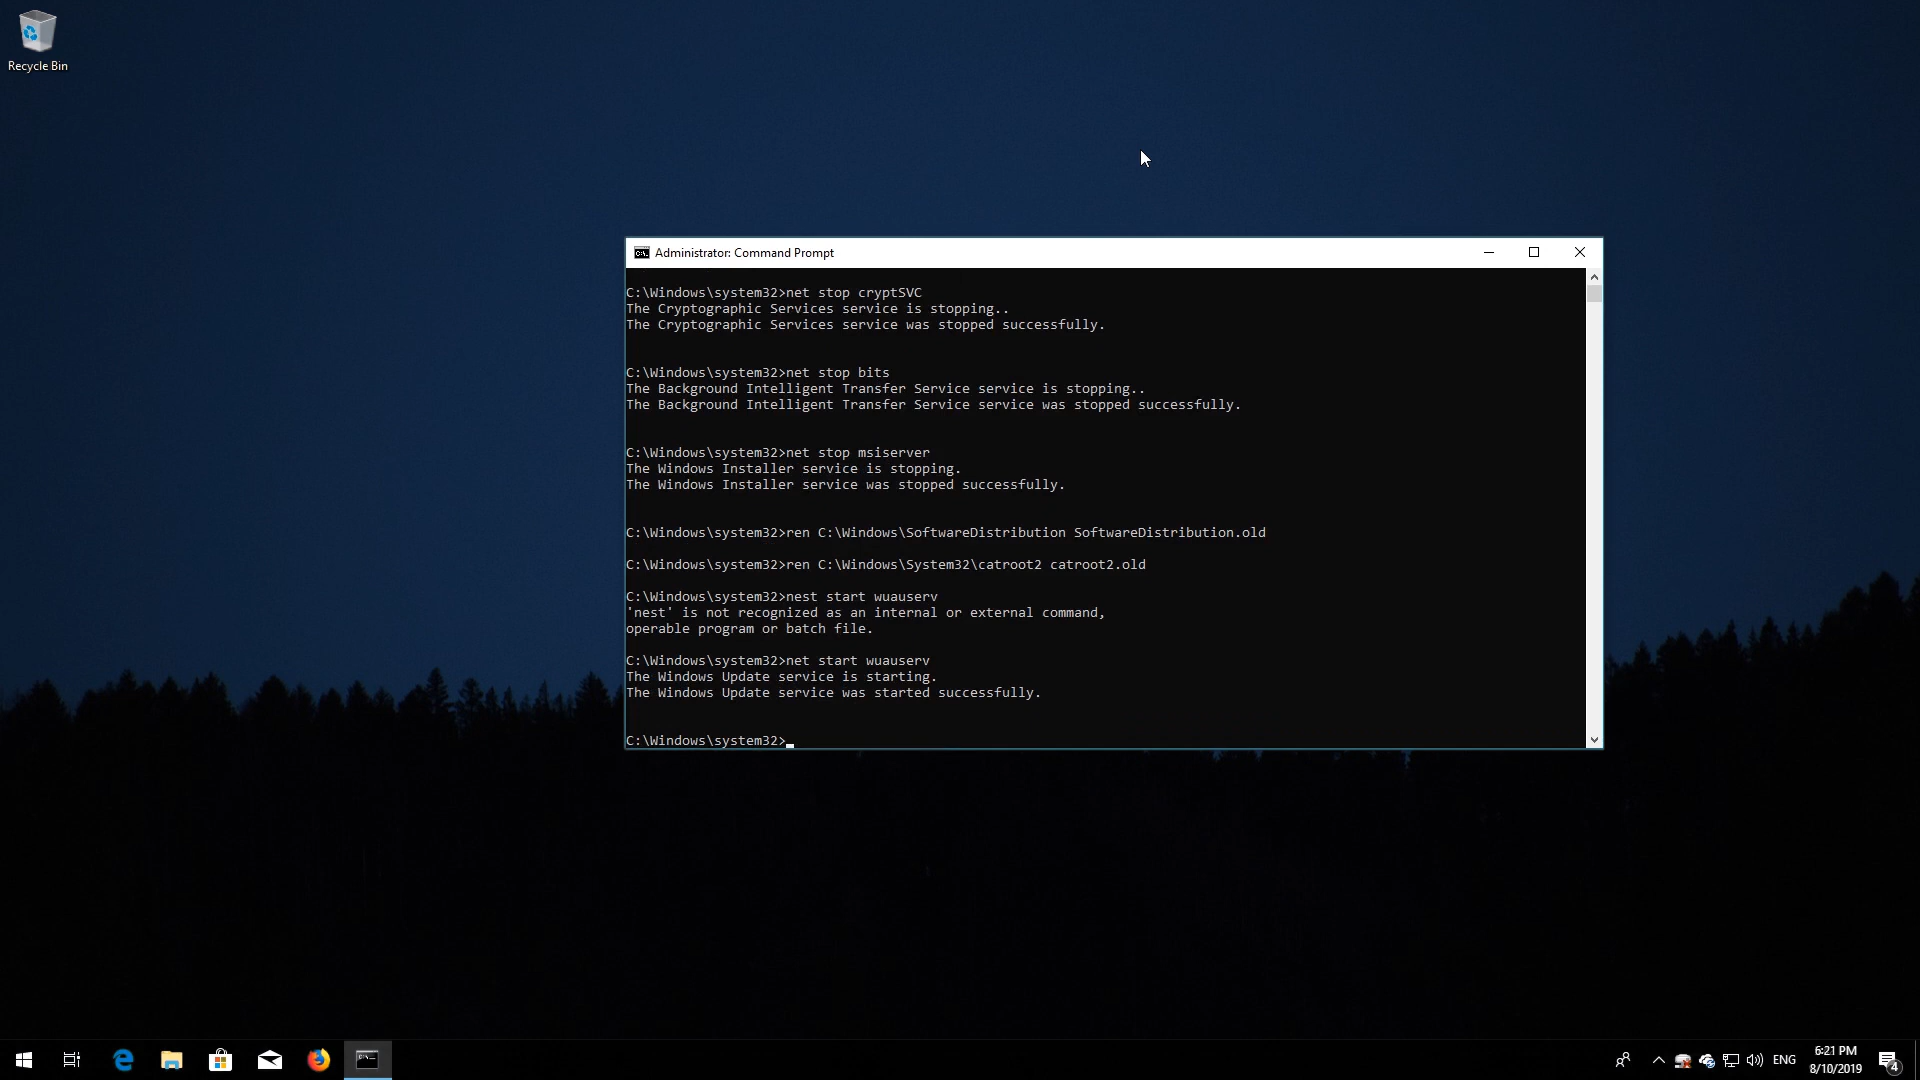 Recycle Bin
Administrator: Command Prompt
C:\Windows\system32>net stop cryptSVC
The Cryptographic Services service is stopping..
The Cryptographic Services service was stopped successfully.
C:\Windows\system32>net stop bits
The Background Intelligent Transfer Service service is stopping..
The Background Intelligent Transfer Service service was stopped successfully.
C:\Windows\system32>net stop msiserver
The Windows Installer service is stopping.
The Windows Installer service was stopped successfully.
C:\Windows\system32>ren C:\Windows\SoftwareDistribution SoftwareDistribution.old
C:\Windows\system32>ren C:\Windows\System32\catroot2 catroot2.old
C:\Windows\system32>nest start wuauserv
'nest' is not recognized as an internal or external command,
operable program or batch file.
C:\Windows\system32>net start wuauserv
The Windows Update service is starting.
The Windows Update service was started successfully.
C:\Windows\system32>
ENG
6:21 PM
8/10/2019
4